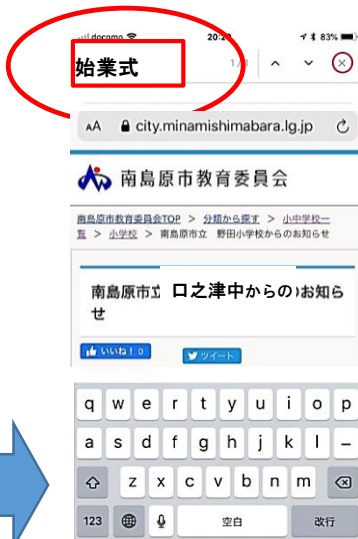 docomo 83%
始業式
AA city.minamishimabara.lg.jp
南島原市教育委員会
南島原市教育委員会TOP > 分類から探す > 小中学校一
覧 > 小学校 > 南島原市立 野田小学校からのお知らせ
南島原市立 口之津中からの お知ら
せ
いいね! 0 ツイート
q w e r t y u i o p
a s d f g h j k l –
z x c v b n m
123 空白 改行